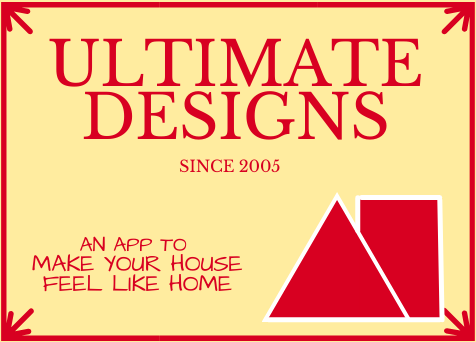 ULTIMATE
DESIGNS
SINCE 2005
AN APP TO
MAKE YOUR HOUSE
FEEL LIKE HOME